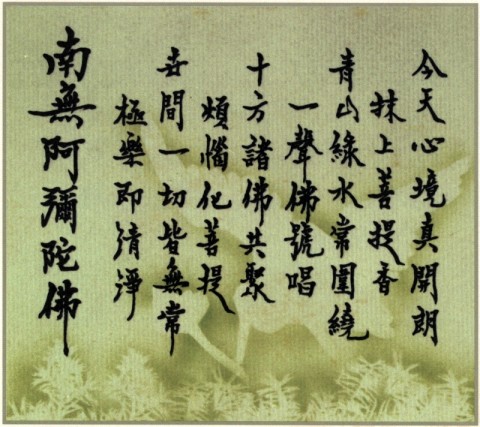 今天心境真開朗
抹上菩提香
青山綠水常圍繞
一聲佛號唱
十方諸佛共聚
煩惱化菩提
世間一切皆無常
極樂即清淨
南無阿彌陀佛